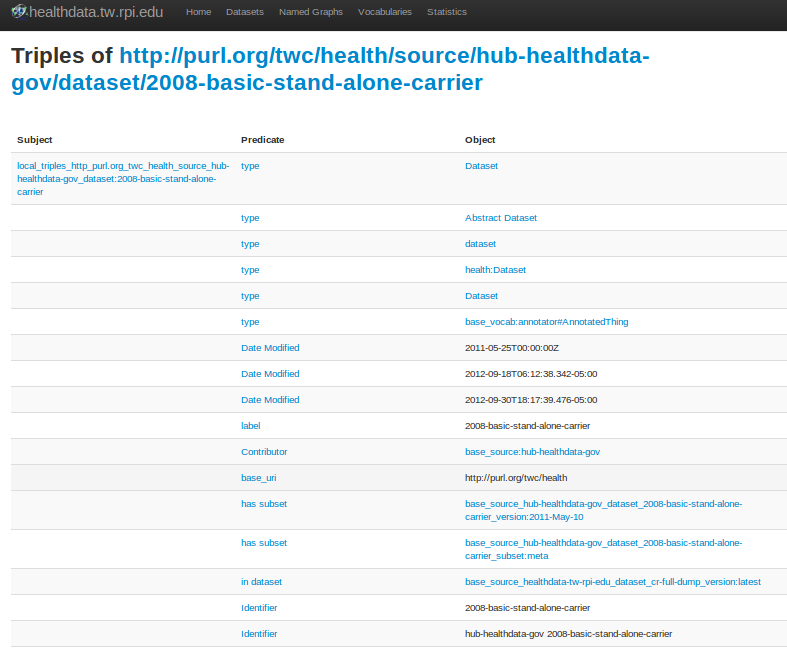 healthdata.tw.rpi.edu Home Datasets Named Graphs Vocabularies Statistics
Triples of http://purl.org/twc/health/source/hub-healthdata-
gov/dataset/2008-basic-stand-alone-carrier
Subject Predicate Object
local_triples_http_purl.org_twc_health_source_hub-
healthdata-gov_dataset:2008-basic-stand-alone-
carrier
type Dataset
type Abstract Dataset
type dataset
type health:Dataset
type Dataset
type base_vocab:annotator#AnnotatedThing
Date Modified 2011-05-25T00:00:00Z
Date Modified 2012-09-18T06:12:38.342-05:00
Date Modified 2012-09-30T18:17:39.476-05:00
label 2008-basic-stand-alone-carrier
Contributor base_source:hub-healthdata-gov
base_uri http://purl.org/twc/health
has subset base_source_hub-healthdata-gov_dataset_2008-basic-stand-alone-
carrier_version:2011-May-10
has subset base_source_hub-healthdata-gov_dataset_2008-basic-stand-alone-
carrier_subset:meta
in dataset base_source_healthdata-tw-rpi-edu_dataset_cr-full-dump_version:latest
Identifier 2008-basic-stand-alone-carrier
Identifier hub-healthdata-gov 2008-basic-stand-alone-carrier